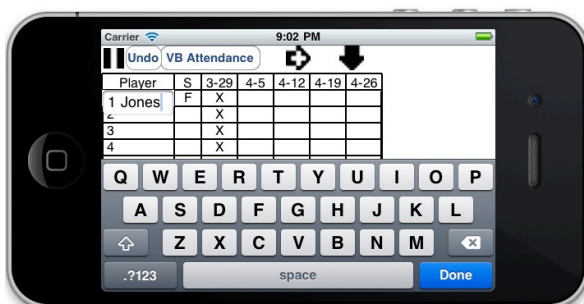 Carrier 9:02 PM
Undo VB Attendance
Player S 3-29 4-5 4-12 4-19 4-26
1 Jones F X
2 X
3 X
4 X
Q W E R T Y U I O P
A S D F G H J K L
Z X C V B N M
.?123 space Done